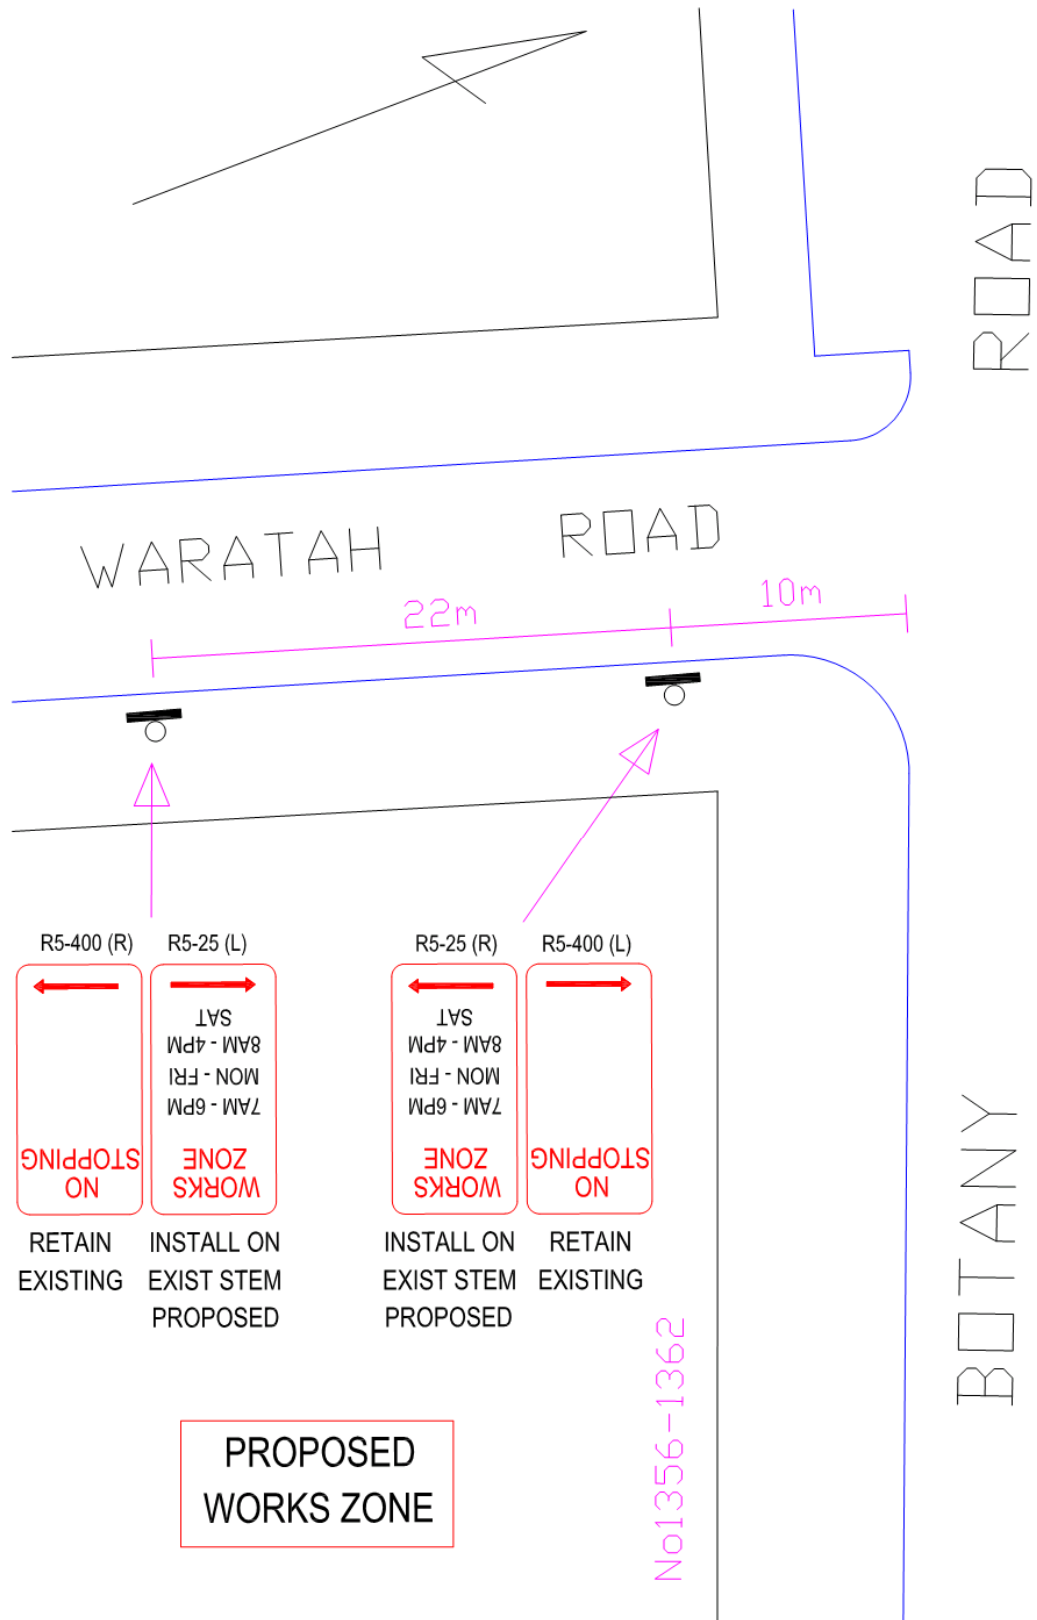 ROAD
WARATAH ROAD
22m
10m
R5-400 (R)
R5-25 (L)
R5-25 (R)
R5-400 (L)
NO
STOPPING
WORKS
ZONE
7AM - 6PM
MON - FRI
8AM - 4PM
SAT
WORKS
ZONE
7AM - 6PM
MON - FRI
8AM - 4PM
SAT
NO
STOPPING
RETAIN
EXISTING
INSTALL ON
EXIST STEM
PROPOSED
INSTALL ON
EXIST STEM
PROPOSED
RETAIN
EXISTING
BOTANY
No1356-1362
PROPOSED
WORKS ZONE